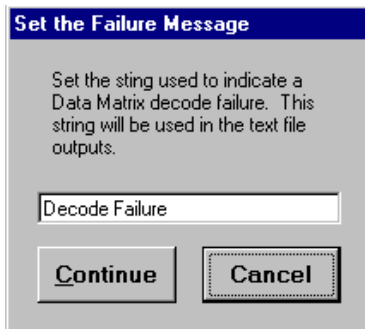 Set the Failure Message
Set the sting used to indicate a
Data Matrix decode failure.  This
string will be used in the text file
outputs.
Decode Failure
Continue Cancel